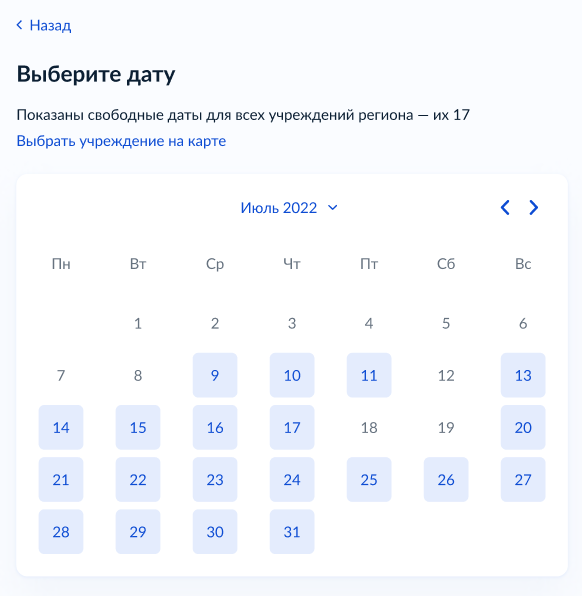 Назад
Выберите дату
Показаны свободные даты для всех учреждений региона — их 17
Выбрать учреждение на карте
Июль 2022
Пн Вт Ср Чт Пт Сб Вс
1 2 3 4 5 6
7 8 9 10 11 12 13
14 15 16 17 18 19 20
21 22 23 24 25 26 27
28 29 30 31